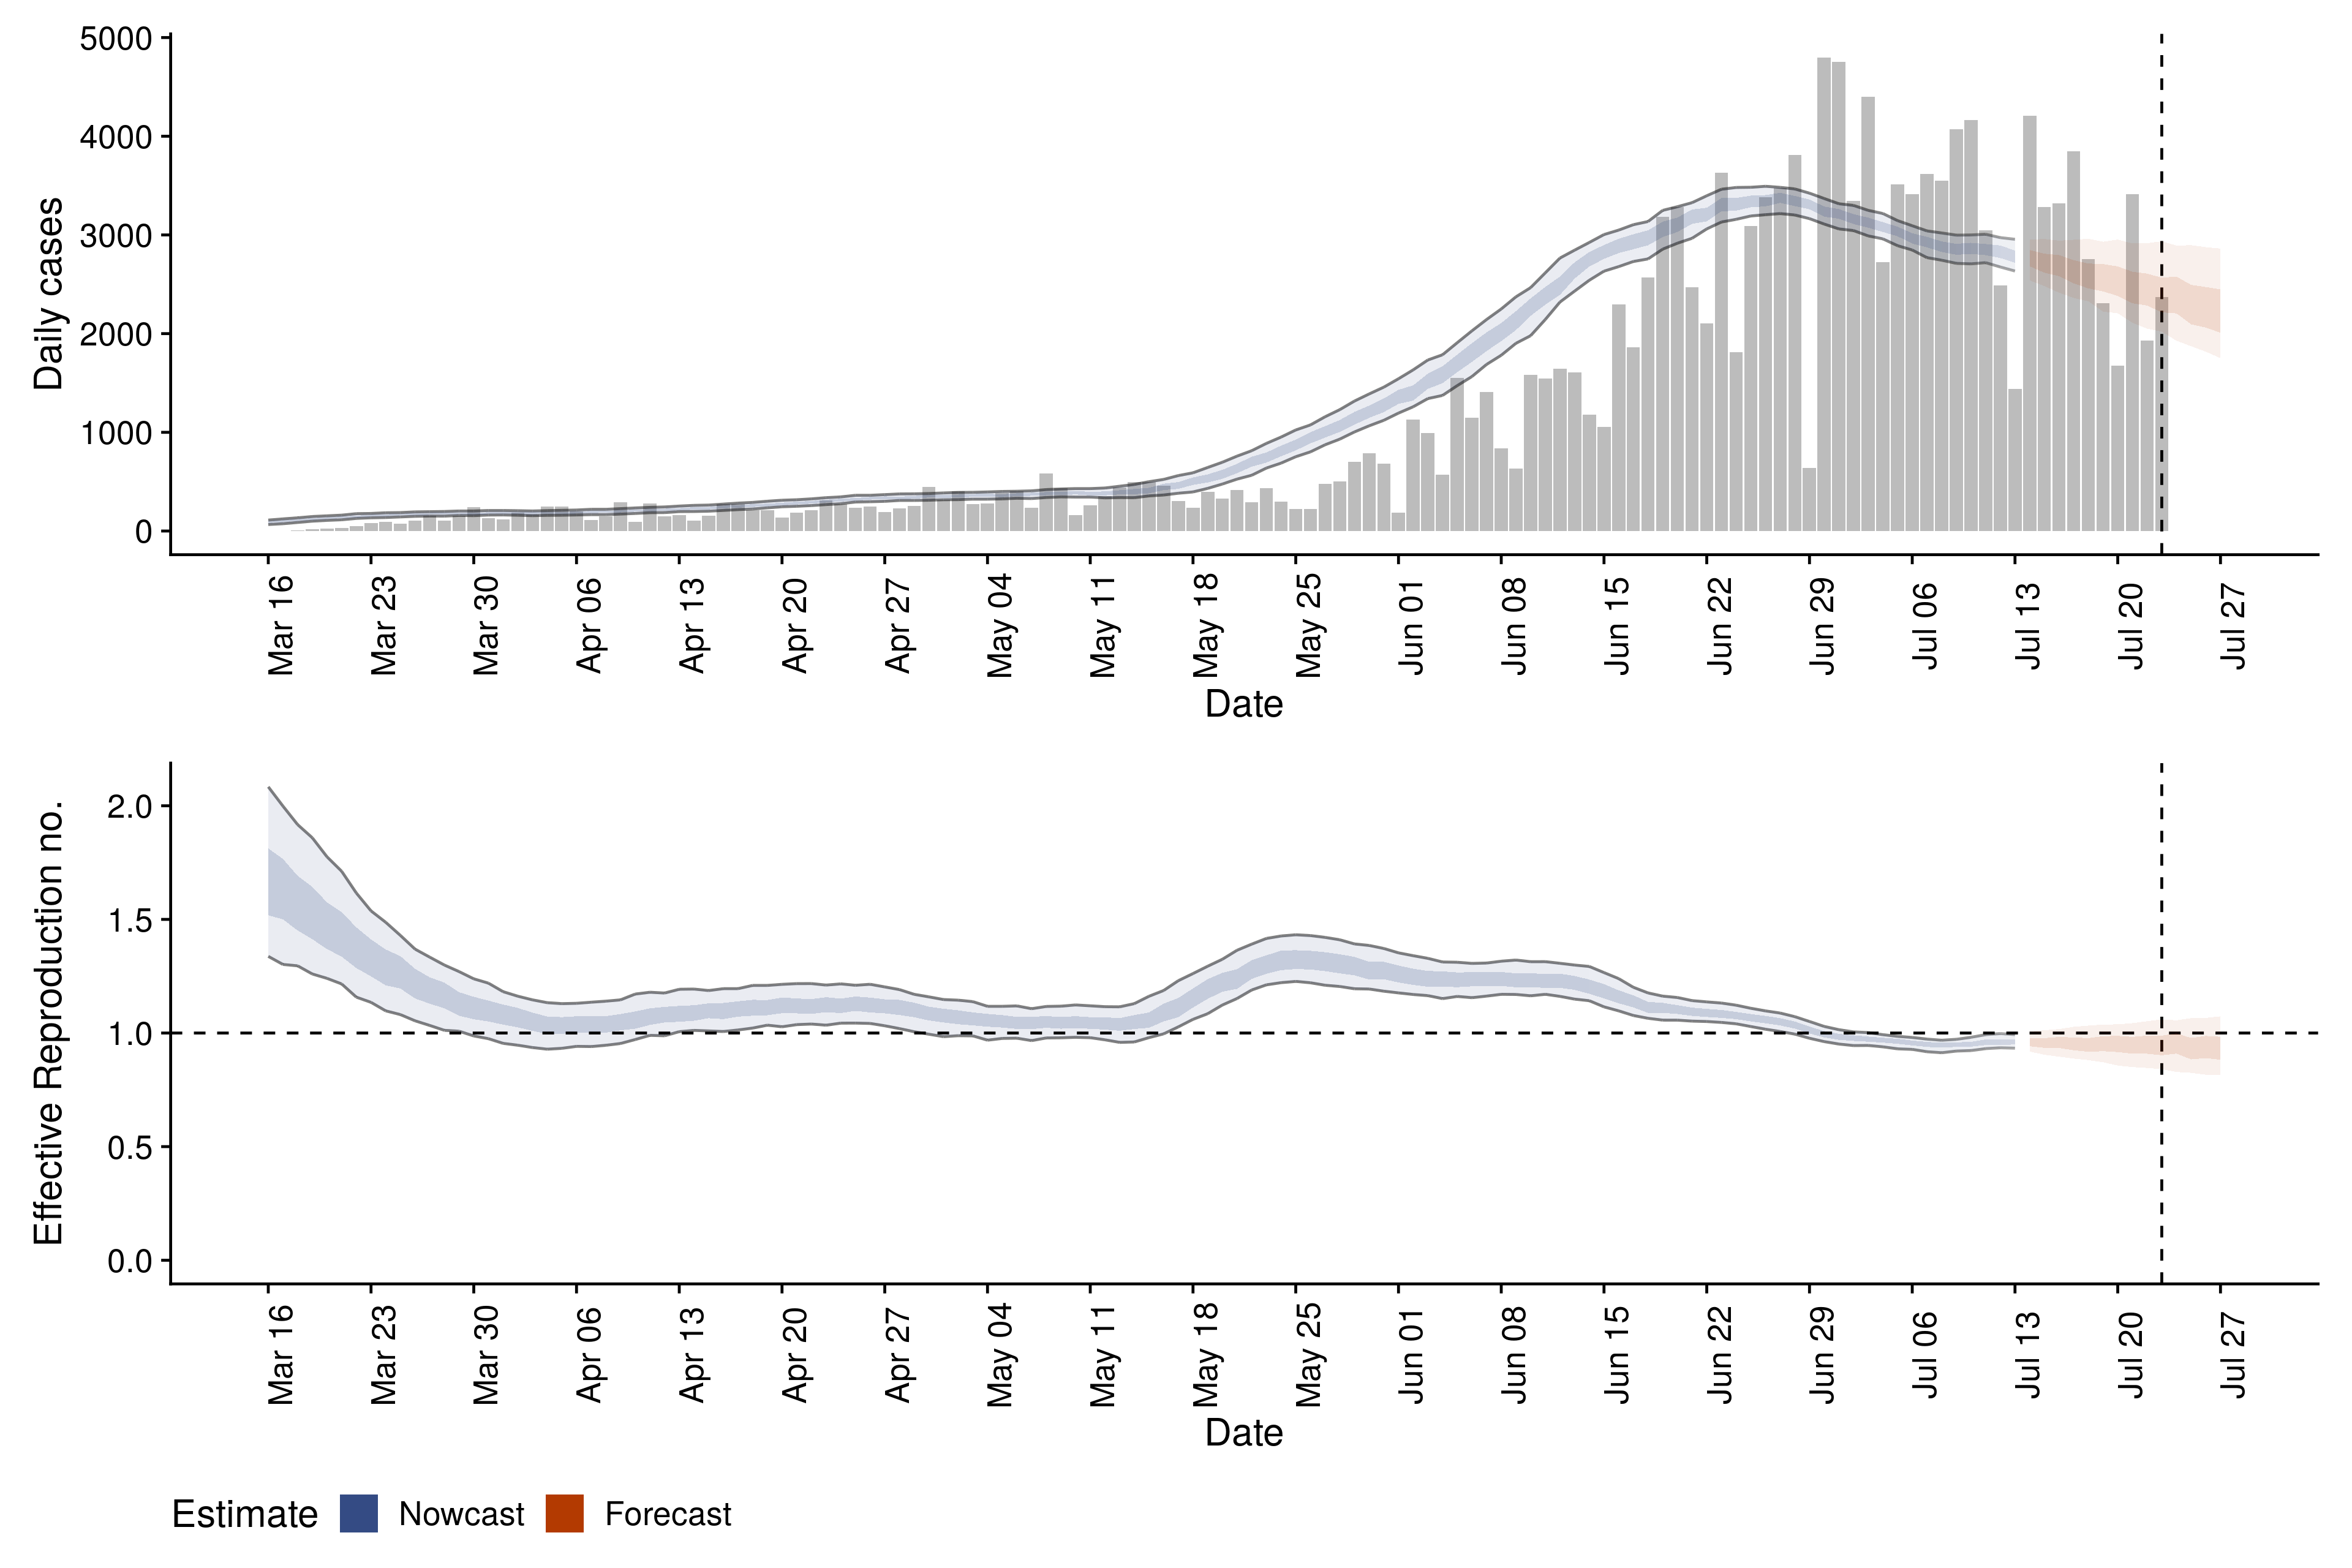 5000
4000
3000
2000
1000
0
Daily cases
Mar 16 Mar 23 Mar 30 Apr 06 Apr 13 Apr 20 Apr 27 May 04 May 11 May 18 May 25 Jun 01 Jun 08 Jun 15 Jun 22 Jun 29 Jul 06 Jul 13 Jul 20 Jul 27
Date
2.0
1.5
1.0
0.5
0.0
Effective Reproduction no.
Mar 16 Mar 23 Mar 30 Apr 06 Apr 13 Apr 20 Apr 27 May 04 May 11 May 18 May 25 Jun 01 Jun 08 Jun 15 Jun 22 Jun 29 Jul 06 Jul 13 Jul 20 Jul 27
Date
Estimate Nowcast Forecast